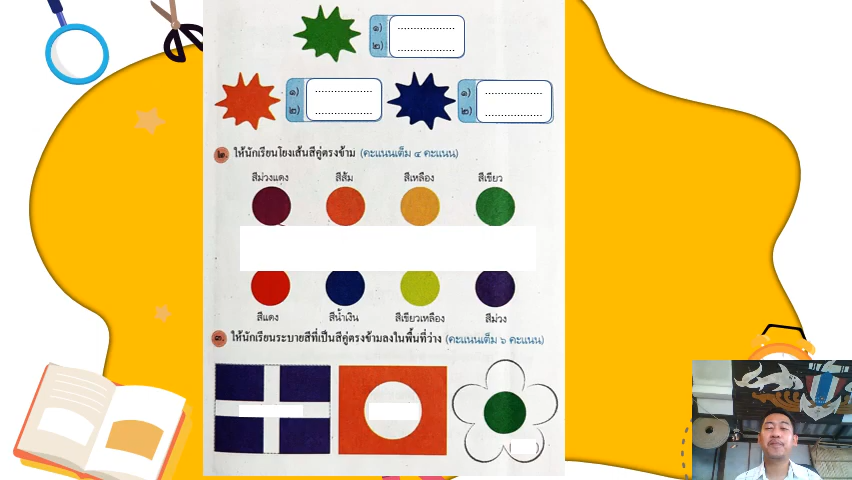 ๑)
๒)
๑)
๒)
๑)
๒)
๒. ให้นักเรียนโยงเส้นสีคู่ตรงข้าม (คะแนนเต็ม ๔ คะแนน)
สีม่วงแดง สีส้ม สีเหลือง สีเขียว
สีแดง สีน้ำเงิน สีเขียวเหลือง สีม่วง
๓. ให้นักเรียนระบายสีที่เป็นสีคู่ตรงข้ามลงในพื้นที่ว่าง (คะแนนเต็ม ๖ คะแนน)